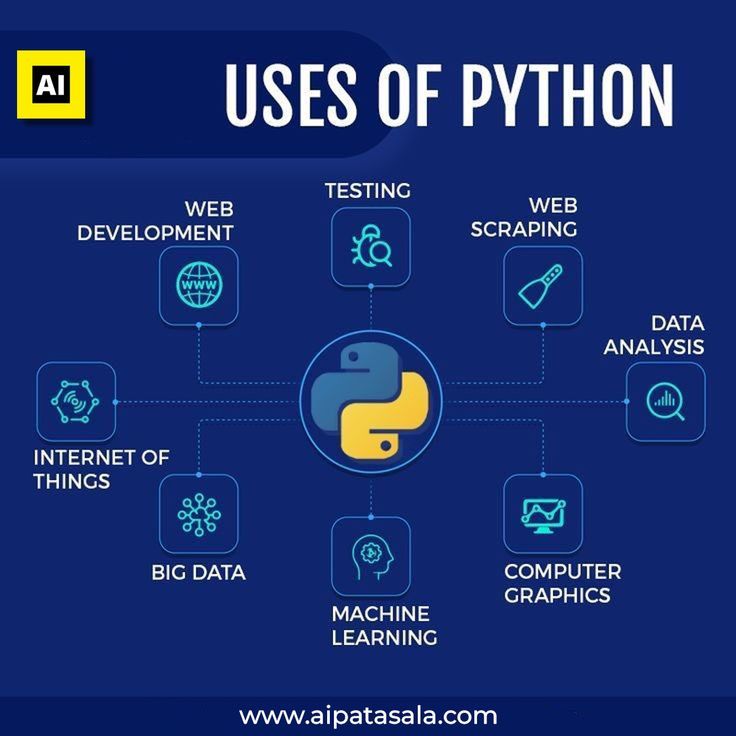 AI
USES OF PYTHON
TESTING
WEB
DEVELOPMENT
WEB
SCRAPING
WWW
DATA
ANALYSIS
INTERNET OF
THINGS
BIG DATA
COMPUTER
GRAPHICS
MACHINE
LEARNING
www.aipatasala.com